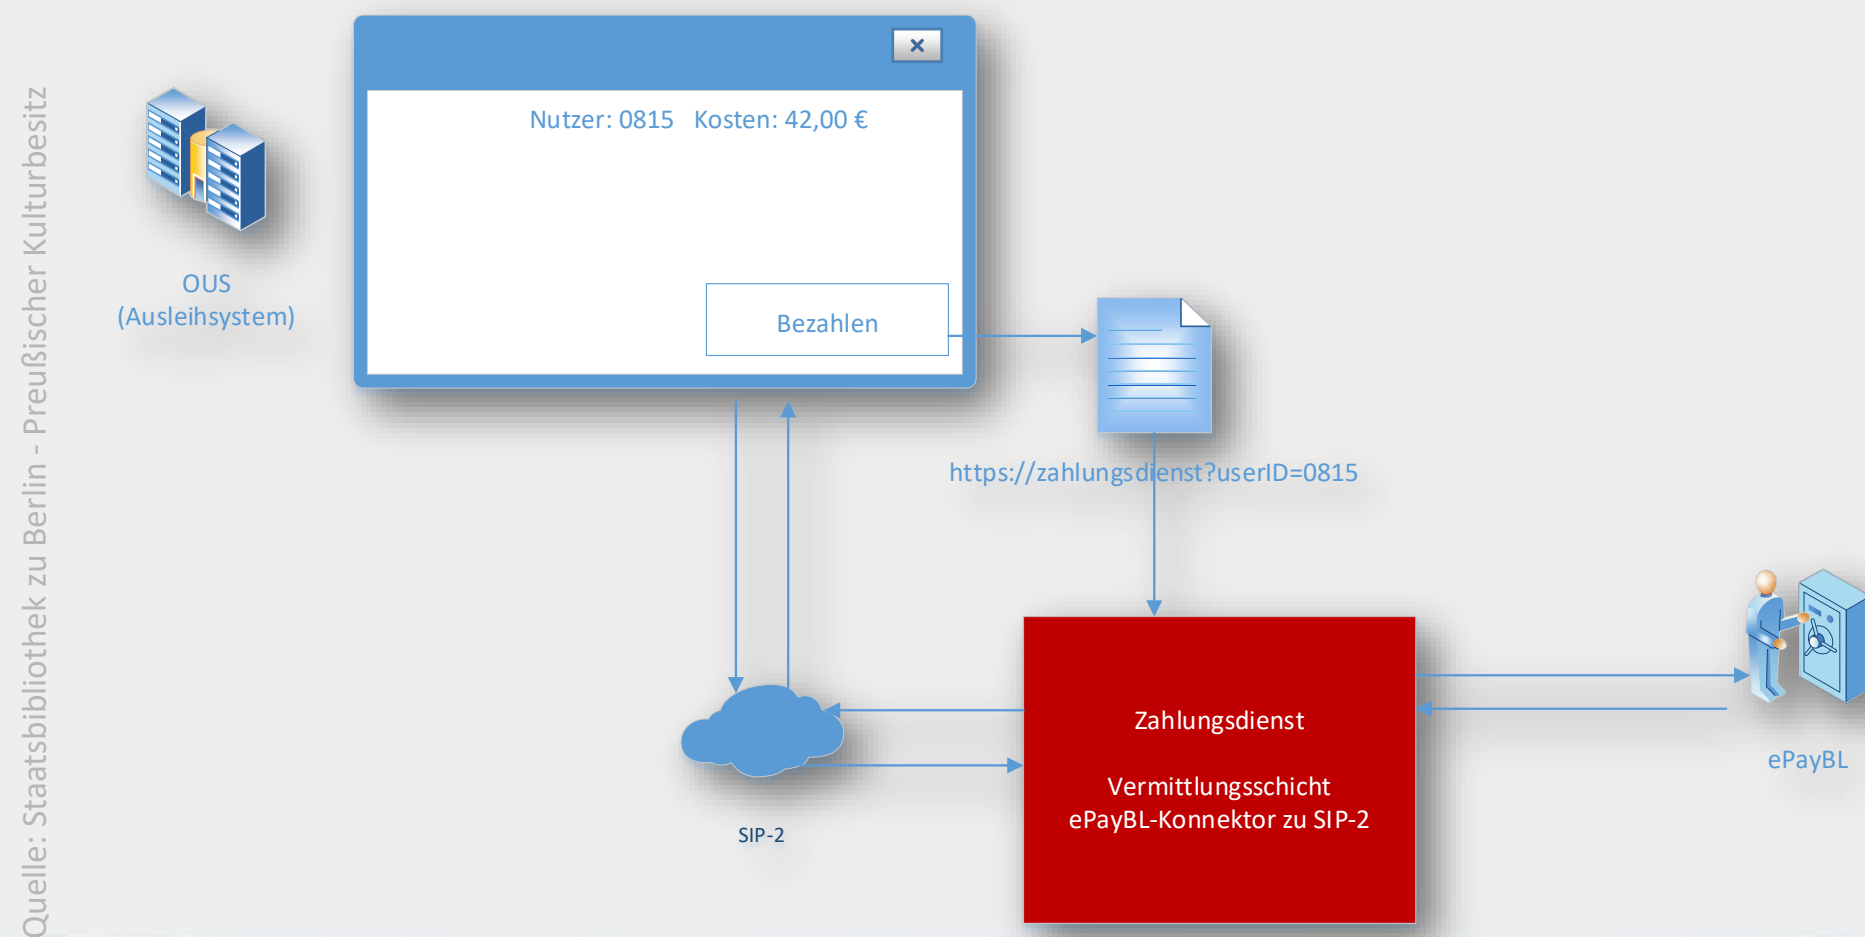 Quelle: Staatsbibliothek zu Berlin - Preußischer Kulturbesitz
Nutzer: 0815   Kosten: 42,00 €
OUS
(Ausleihsystem)
Bezahlen
https://zahlungsdienst?userID=0815
Zahlungsdienst
Vermittlungsschicht
ePayBL-Konnektor zu SIP-2
ePayBL
SIP-2